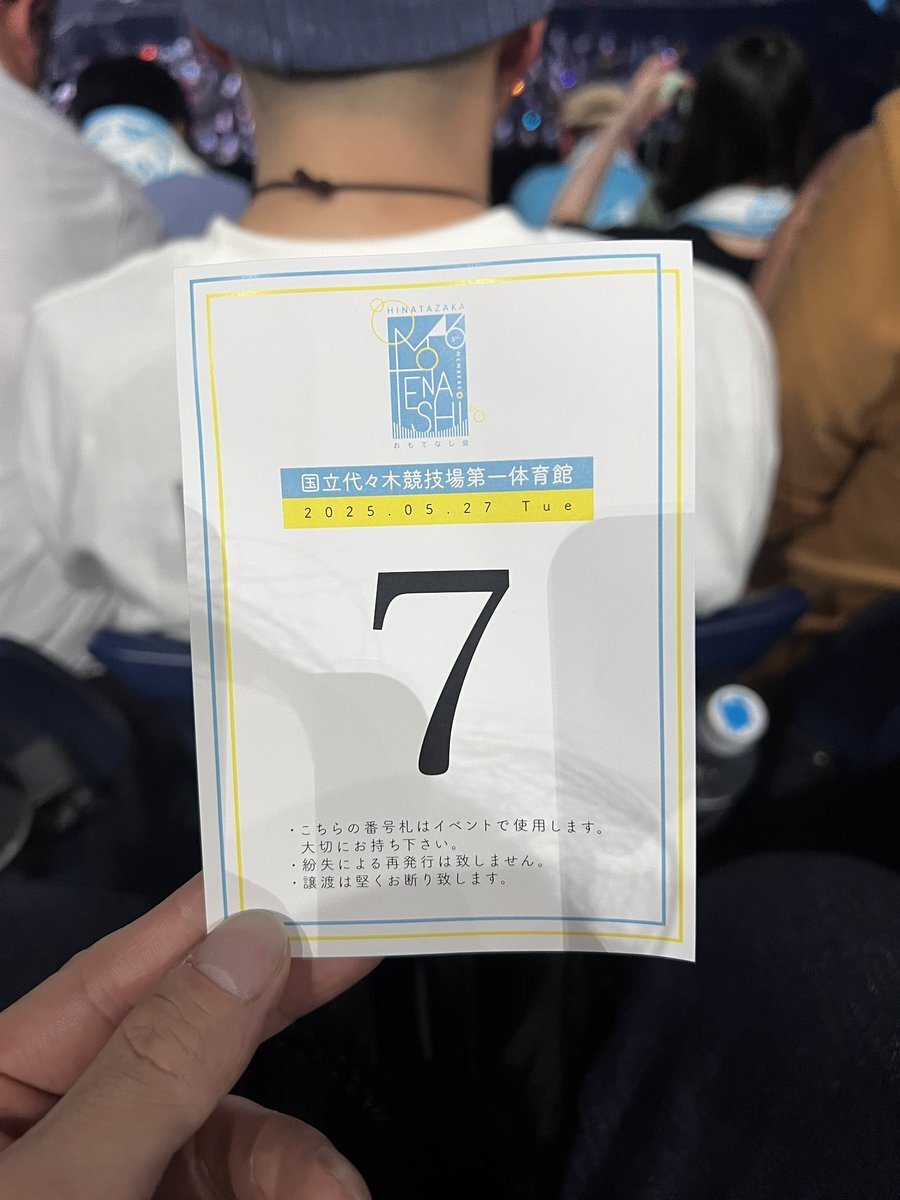 HINATAZAKA
5th MEMBERS
OMOTENASHI
おもてなし会
国立代々木競技場第一体育館
2025.05.27 Tue
7
・こちらの番号札はイベントで使用します。
大切にお持ち下さい。
・紛失による再発行は致しません。
・譲渡は堅くお断り致します。